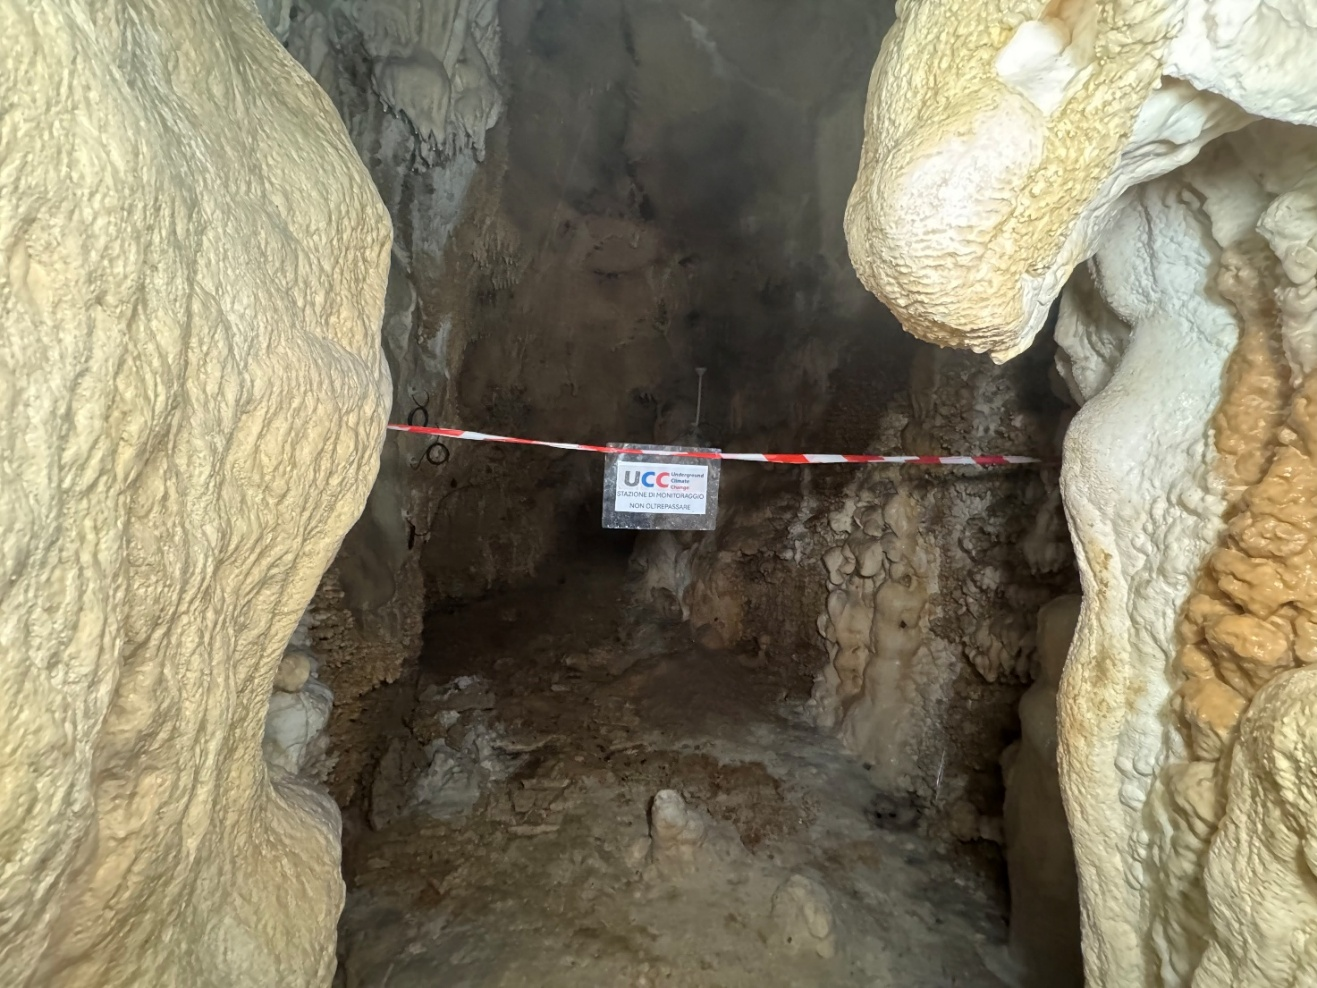 UCC Underground
Climate
Change
STAZIONE DI MONITORAGGIO
NON OLTREPASSARE